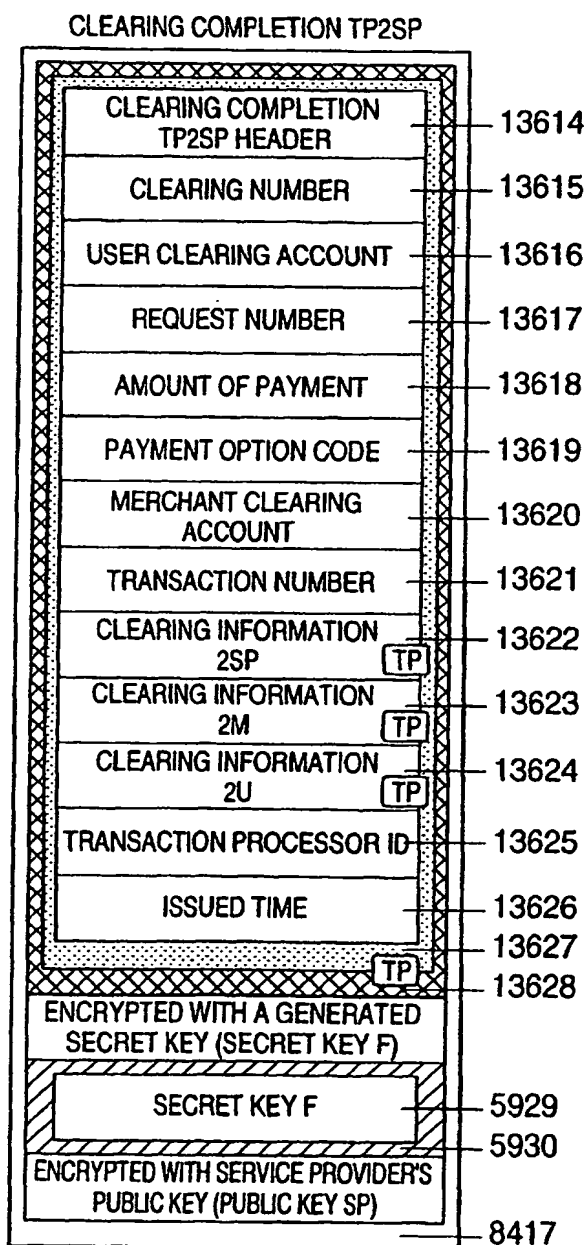 CLEARING COMPLETION TP2SP
CLEARING COMPLETION
TP2SP HEADER
13614
CLEARING NUMBER
13615
USER CLEARING ACCOUNT
13616
REQUEST NUMBER
13617
AMOUNT OF PAYMENT
13618
PAYMENT OPTION CODE
13619
MERCHANT CLEARING
ACCOUNT
13620
TRANSACTION NUMBER
13621
CLEARING INFORMATION
2SP
TP
13622
CLEARING INFORMATION
2M
TP
13623
CLEARING INFORMATION
2U
TP
13624
TRANSACTION PROCESSOR ID
13625
ISSUED TIME
13626
13627
TP
13628
ENCRYPTED WITH A GENERATED
SECRET KEY (SECRET KEY F)
SECRET KEY F
5929
5930
ENCRYPTED WITH SERVICE PROVIDER'S
PUBLIC KEY (PUBLIC KEY SP)
8417